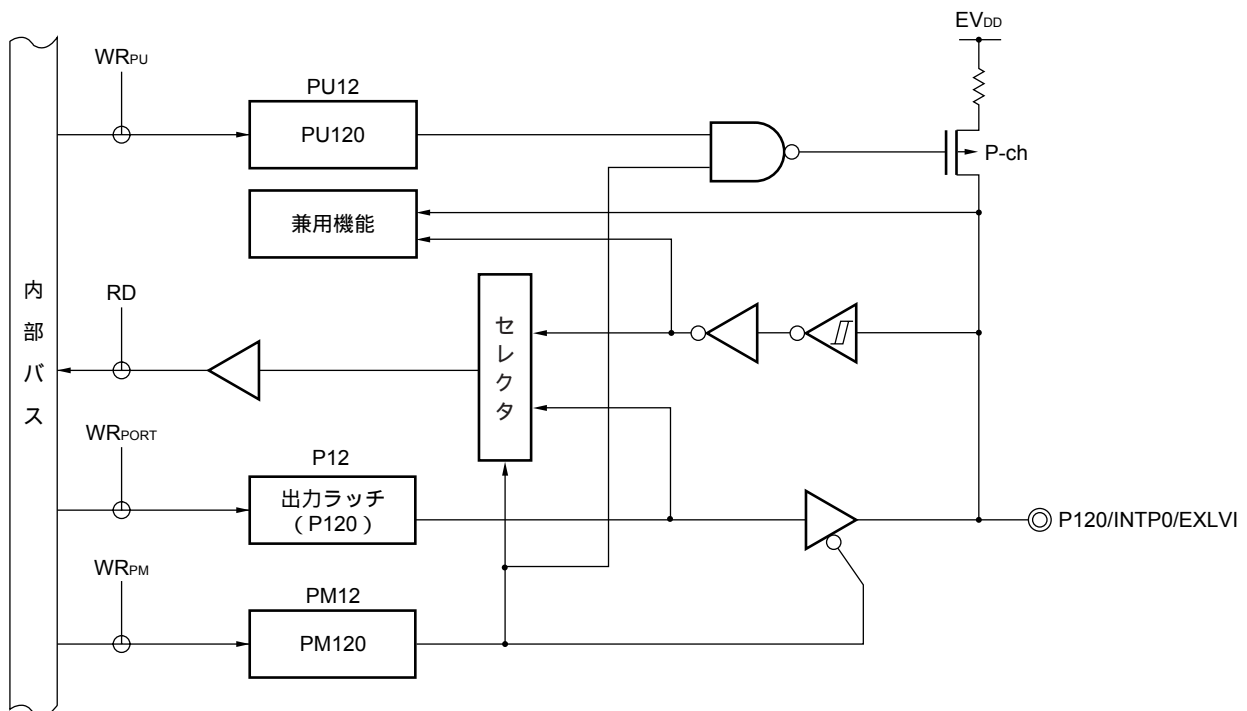 EVDD
WRPU
PU12
PU120
P-ch
兼用機能
内部バス
RD
セレクタ
WRPORT
P12
出力ラッチ
（P120）
P120/INTP0/EXLVI
WRPM
PM12
PM120